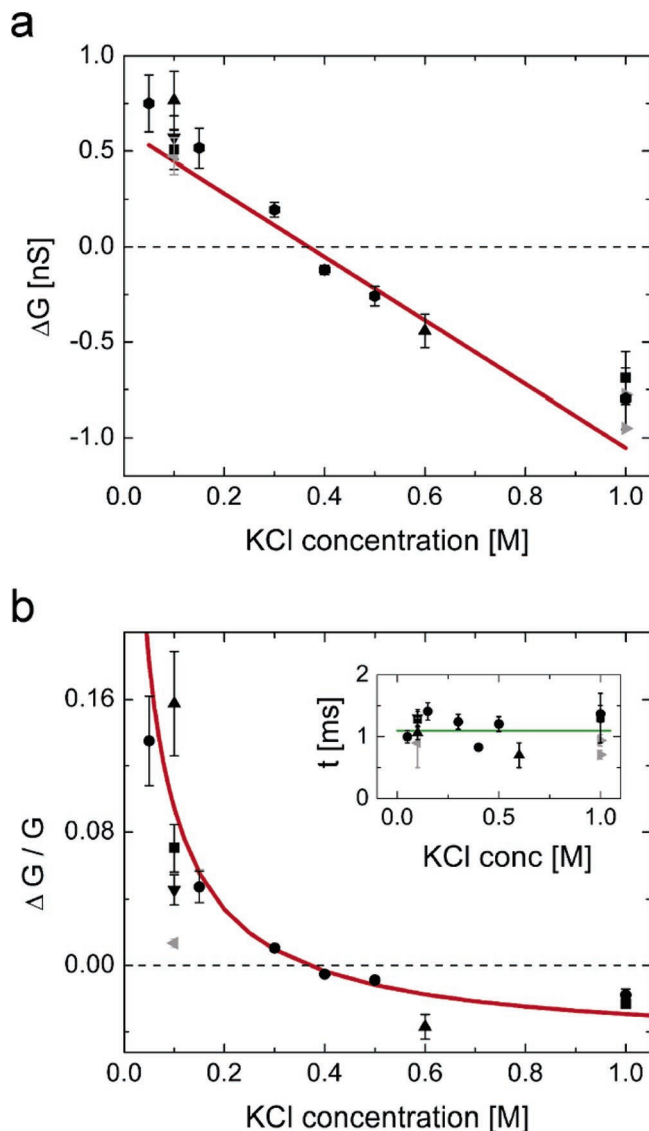 a
1.0
0.5
0.0
-0.5
-1.0
ΔG [nS]
0.0 0.2 0.4 0.6 0.8 1.0
KCl concentration [M]
b
0.16
0.08
0.00
Δ G / G
2
1
0
t [ms]
0.0 0.5 1.0
KCl conc [M]
0.0 0.2 0.4 0.6 0.8 1.0
KCl concentration [M]